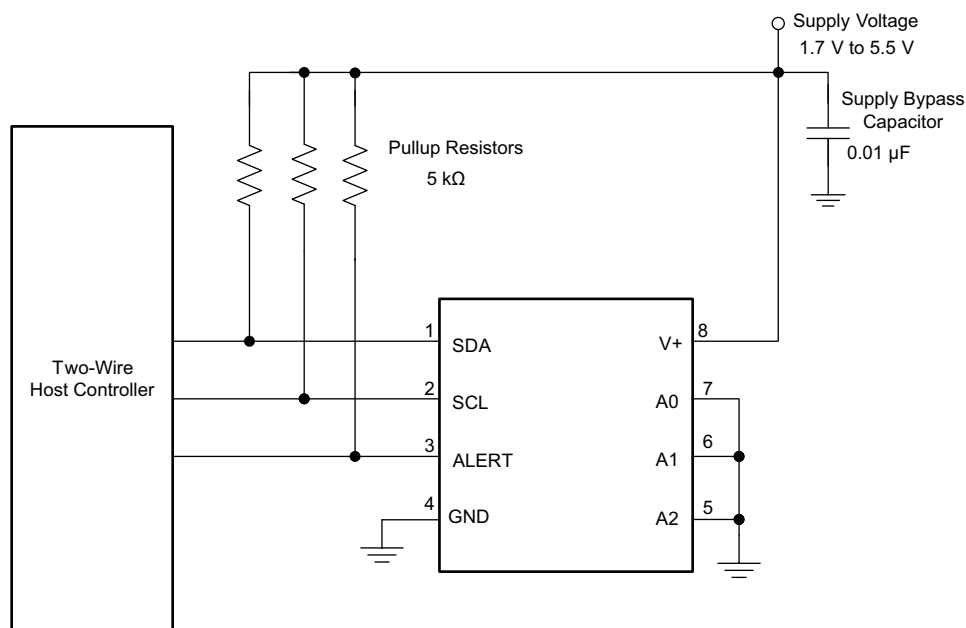 Supply Voltage
1.7 V to 5.5 V
Supply Bypass
Capacitor
0.01 µF
Pullup Resistors
5 kΩ
Two-Wire
Host Controller
1
SDA
2
SCL
3
ALERT
4
GND
V+
8
A0
7
A1
6
A2
5